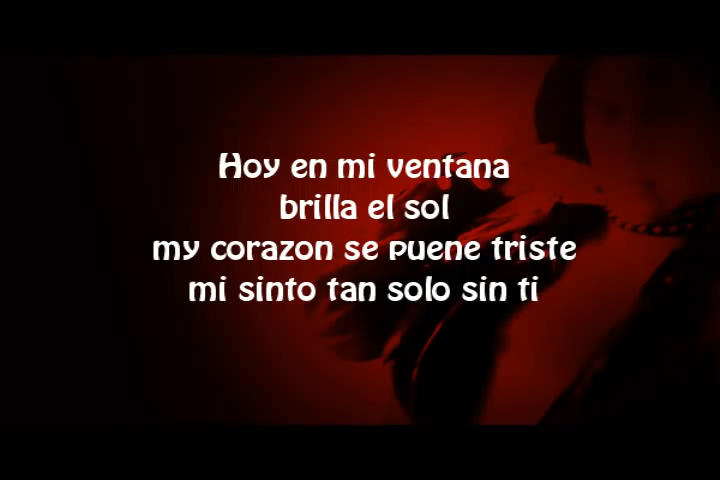 Hoy en mi ventana
brilla el sol
my corazon se puene triste
mi sinto tan solo sin ti